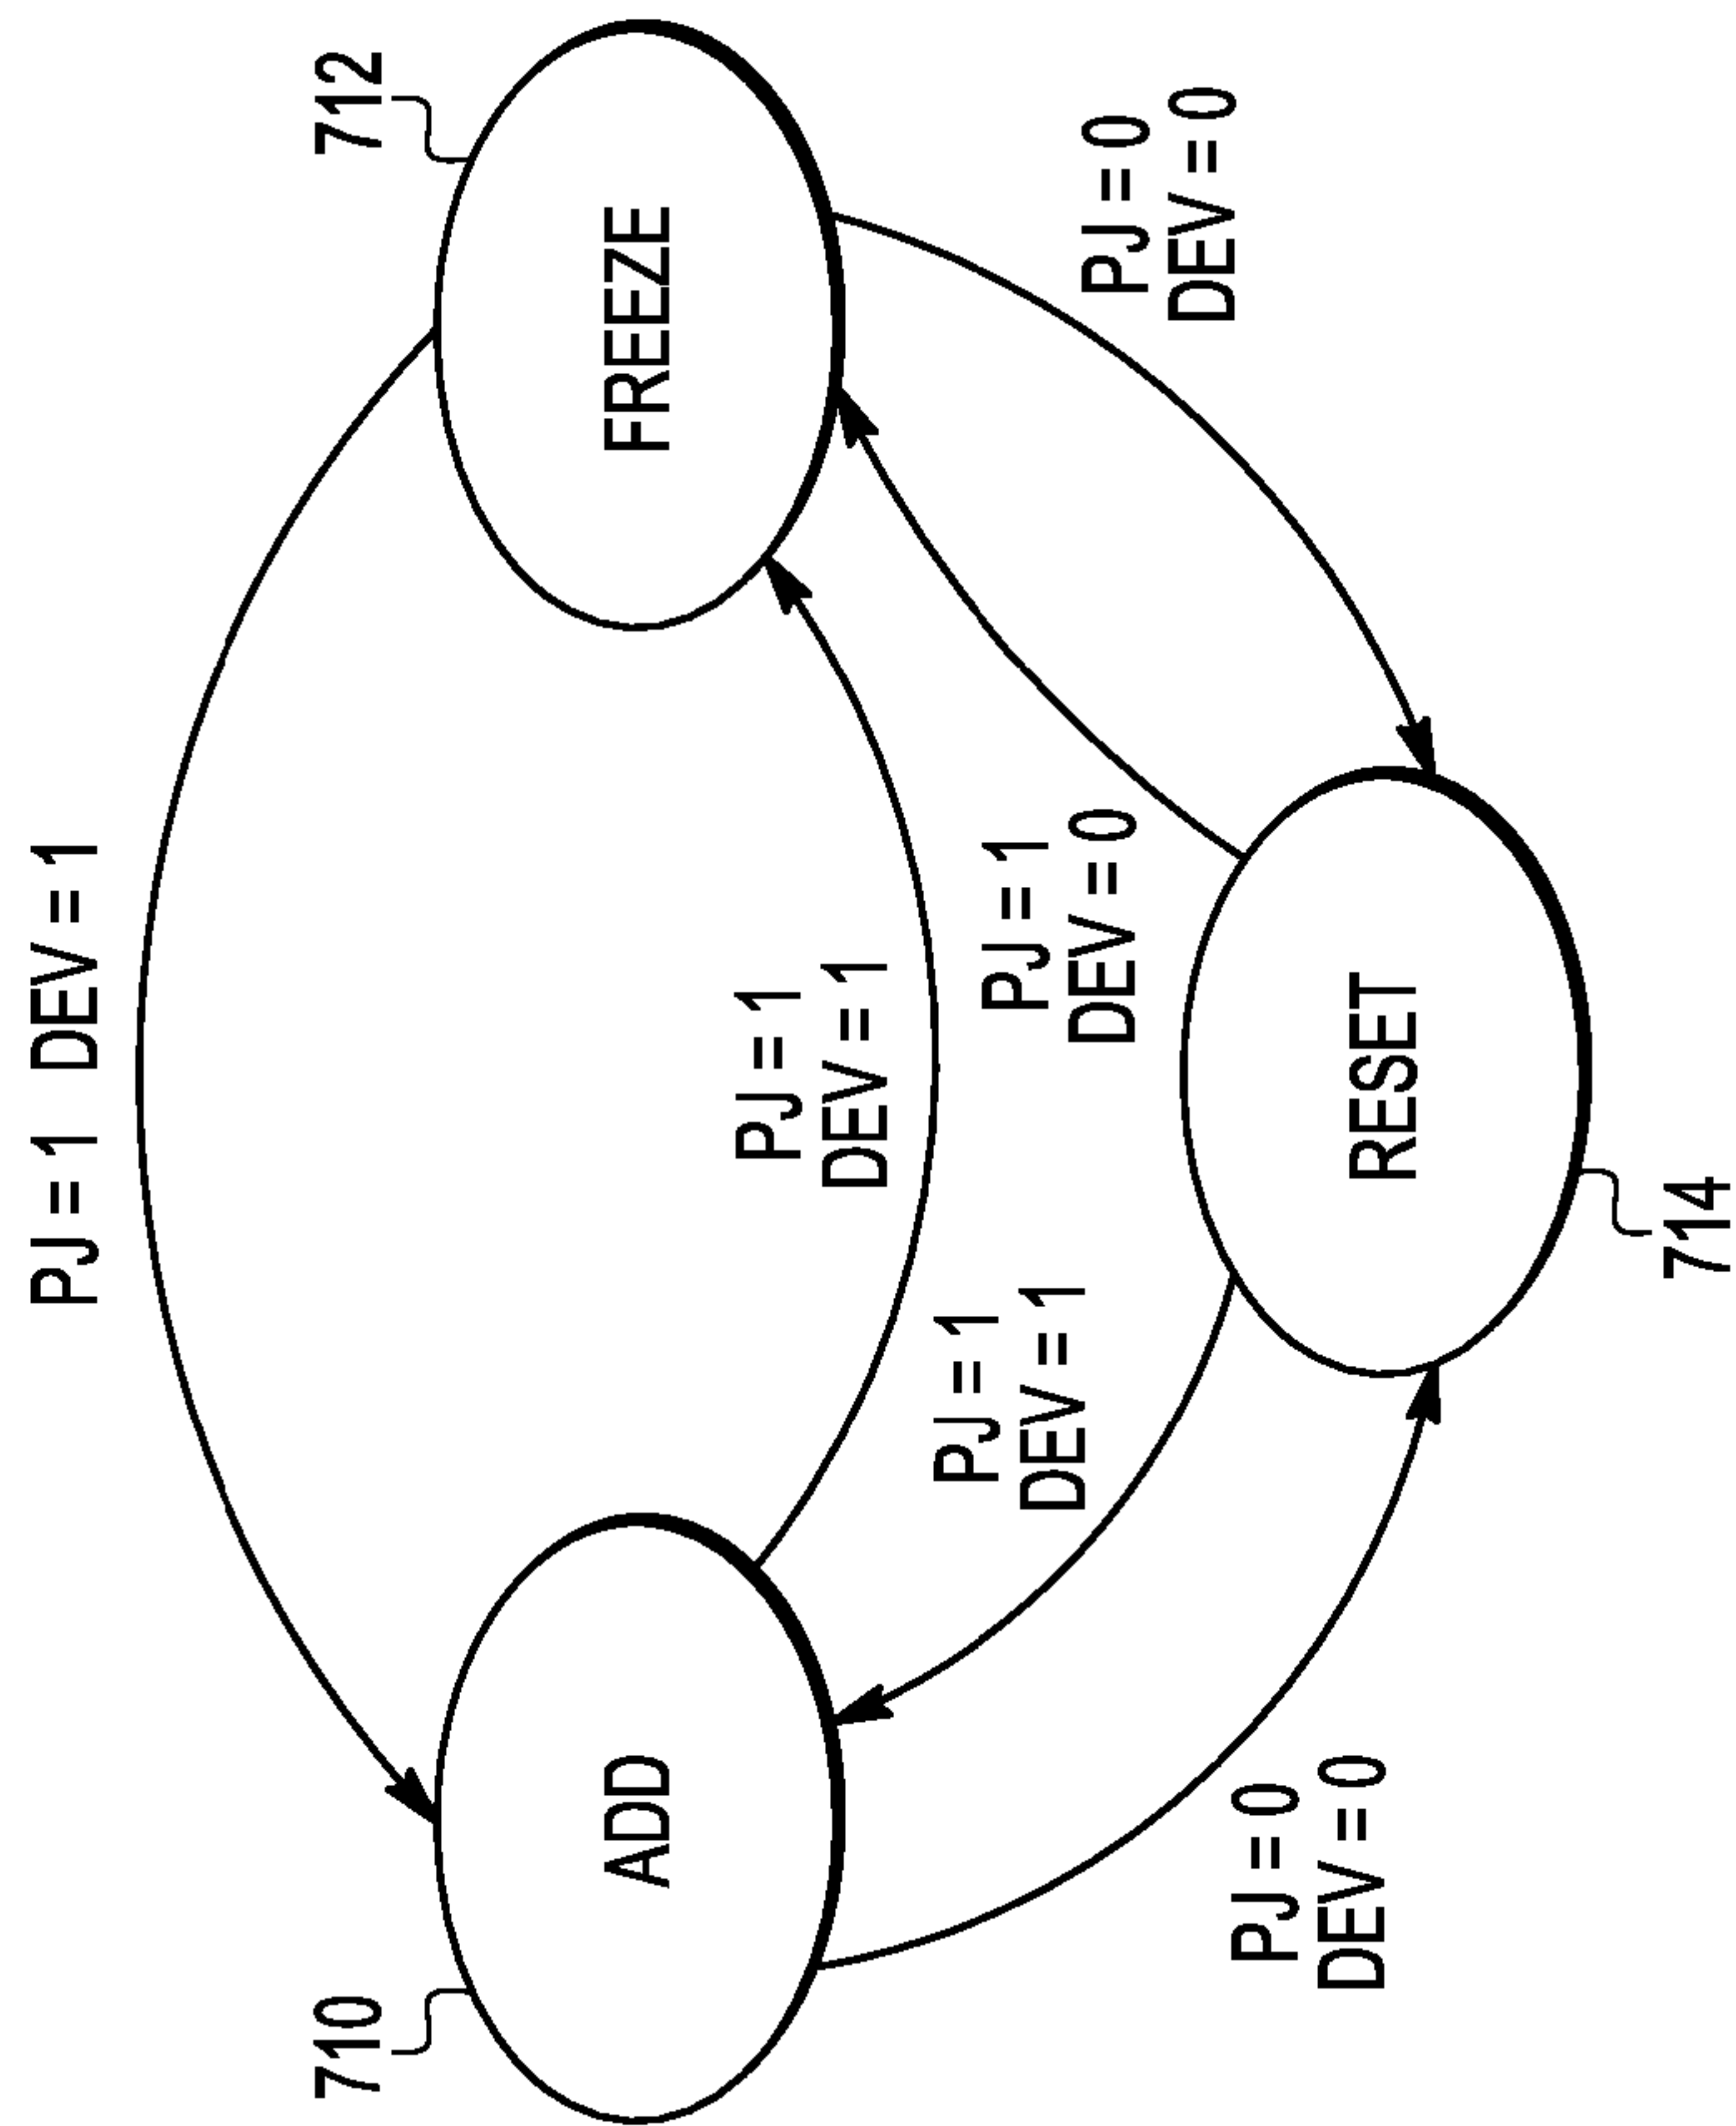 PJ = 1 DEV = 1
710
712
ADD
FREEZE
PJ = 1
DEV = 1
PJ = 1
DEV = 1
PJ = 1
DEV = 0
PJ = 0
DEV = 0
PJ = 0
DEV = 0
RESET
714